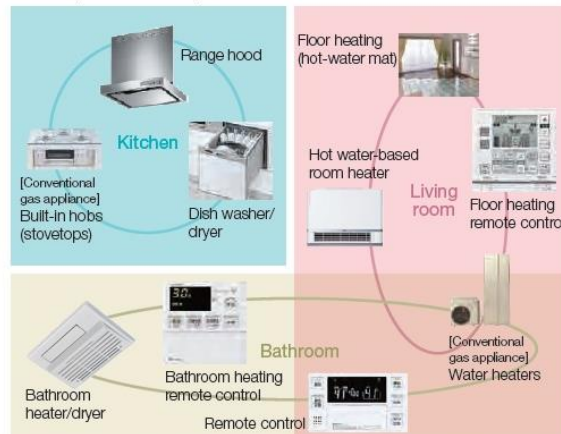 Range hood
Kitchen
[Conventional
gas appliance]
Built-in hobs
(stovetops)
Dish washer/
dryer
Floor heating
(hot-water mat)
Hot water-based
room heater
Living
room
Floor heating
remote control
[Conventional
gas appliance]
Water heaters
Bathroom
Bathroom
heater/dryer
Bathroom heating
remote control
Remote control